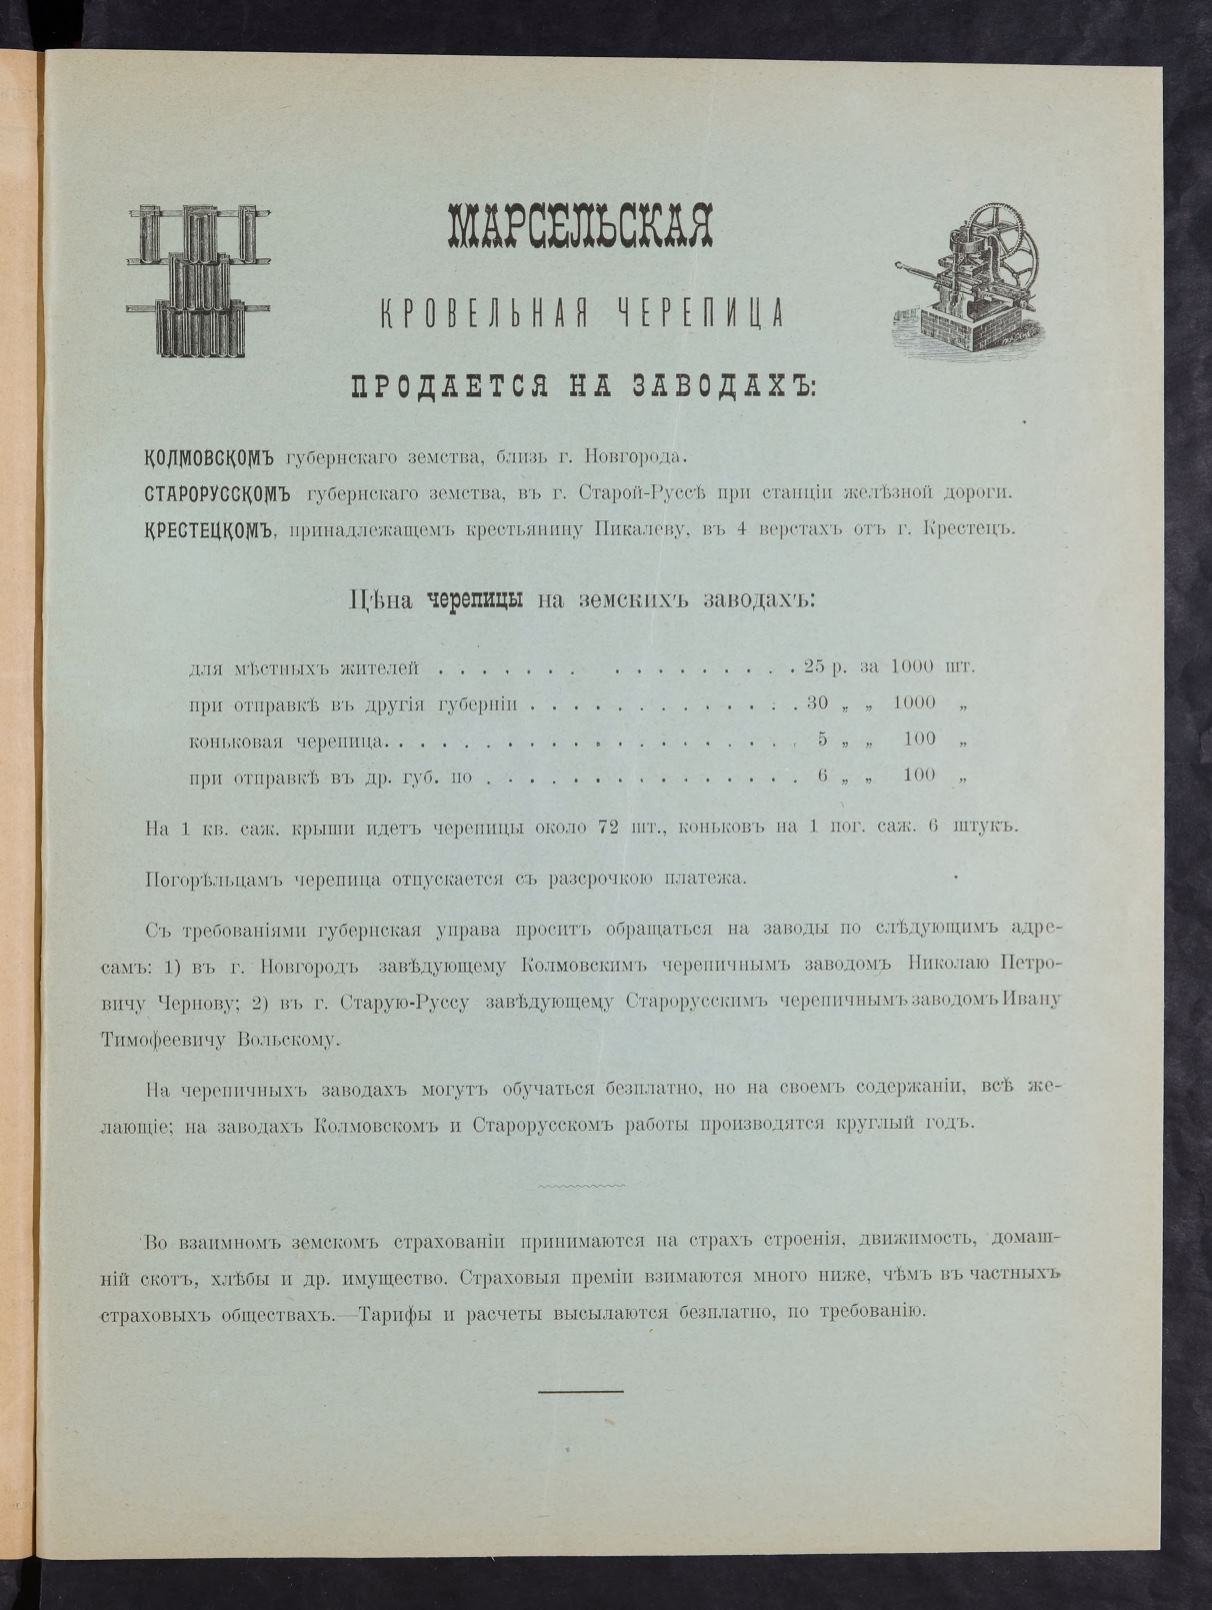 МАРСЕЛЬСКАЯ
КРОВЕЛЬНАЯ ЧЕРЕПИЦА
ПРОДАЕТСЯ НА ЗАВОДАХЪ:
КОЛМОВСКОМЪ губернскаго земства, близь г. Новгорода.
СТАРОРУССКОМЪ губернскаго земства, въ г. Старой-Руссѣ при станціи желѣзной дороги.
КРЕСТЕЦКОМЪ, принадлежащемъ крестьянину Пикалеву, въ 4 верстахъ отъ г. Крестецъ.
Цѣна черепицы на земскихъ заводахъ:
для мѣстныхъ жителей . . . . . . . . . . . . . . 25 р. за 1000 шт.
при отправкѣ въ другія губерніи . . . . . . . . . . . . . 30 „ „ 1000 „
коньковая черепица. . . . . . . . . . . . . . . . . . 5 „ „ 100 „
при отправкѣ въ др. губ. по . . . . . . . . . . . . . . . 6 „ „ 100 „
На 1 кв. саж. крыши идетъ черепицы около 72 шт., коньковъ на 1 пог. саж. 6 штукъ.
Погорѣльцамъ черепица отпускается съ разсрочкою платежа.
Съ требованіями губернская управа проситъ обращаться на заводы по слѣдующимъ адре-
самъ: 1) въ г. Новгородъ завѣдующему Колмовскимъ черепичнымъ заводомъ Николаю Петро-
вичу Чернову; 2) въ г. Старую-Руссу завѣдующему Старорусскимъ черепичнымъ заводомъ Ивану
Тимофеевичу Вольскому.
На черепичныхъ заводахъ могутъ обучаться безплатно, но на своемъ содержаніи, всѣ же-
лающіе; на заводахъ Колмовскомъ и Старорусскомъ работы производятся круглый годъ.
Во взаимномъ земскомъ страхованіи принимаются на страхъ строенія, движимость, домаш-
ній скотъ, хлѣбы и др. имущество. Страховыя преміи взимаются много ниже, чѣмъ въ частныхъ
страховыхъ обществахъ.—Тарифы и расчеты высылаются безплатно, по требованію.